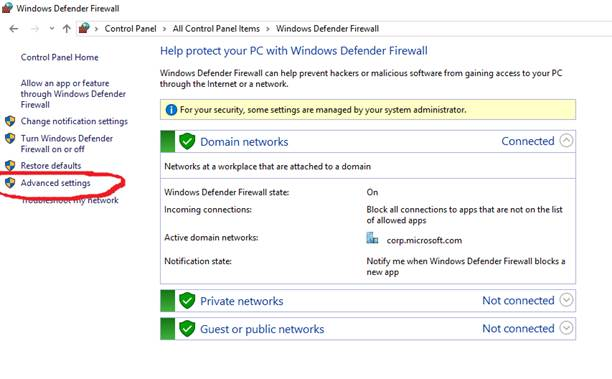 Windows Defender Firewall
Control Panel > All Control Panel Items > Windows Defender Firewall
Control Panel Home
Allow an app or feature
through Windows Defender
Firewall
Change notification settings
Turn Windows Defender
Firewall on or off
Restore defaults
Advanced settings
Troubleshoot my network
Help protect your PC with Windows Defender Firewall
Windows Defender Firewall can help prevent hackers or malicious software from gaining access to your PC
through the Internet or a network.
For your security, some settings are managed by your system administrator.
Domain networks Connected
Networks at a workplace that are attached to a domain
Windows Defender Firewall state: On
Incoming connections: Block all connections to apps that are not on the list
of allowed apps
Active domain networks: corp.microsoft.com
Notification state: Notify me when Windows Defender Firewall blocks a
new app
Private networks Not connected
Guest or public networks Not connected